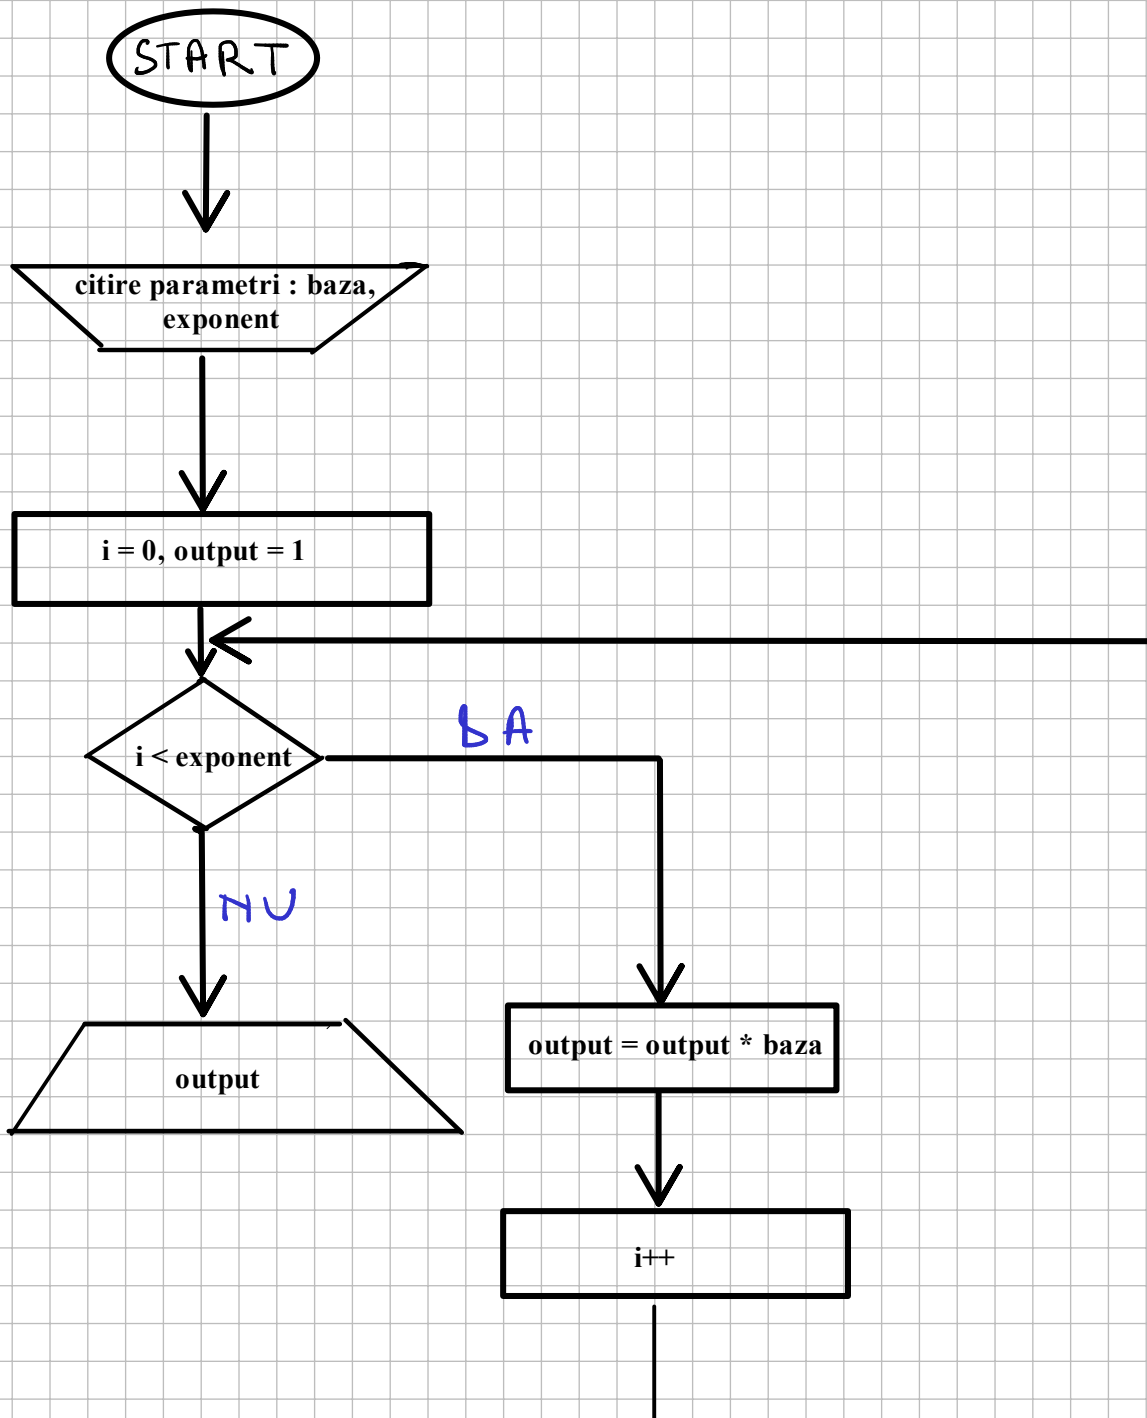 START
citire parametri : baza,
exponent
i = 0, output = 1
i < exponent
DA
NU
output
output = output * baza
i++